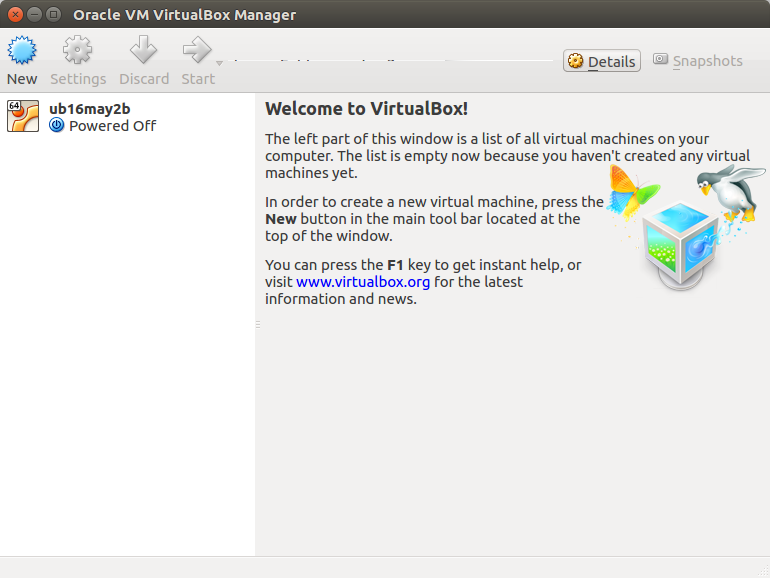 Oracle VM VirtualBox Manager
New Settings Discard Start Details Snapshots
64
ub16may2b
Powered Off
Welcome to VirtualBox!
The left part of this window is a list of all virtual machines on your
computer. The list is empty now because you haven't created any virtual
machines yet.
In order to create a new virtual machine, press the
New button in the main tool bar located at the
top of the window.
You can press the F1 key to get instant help, or
visit www.virtualbox.org for the latest
information and news.